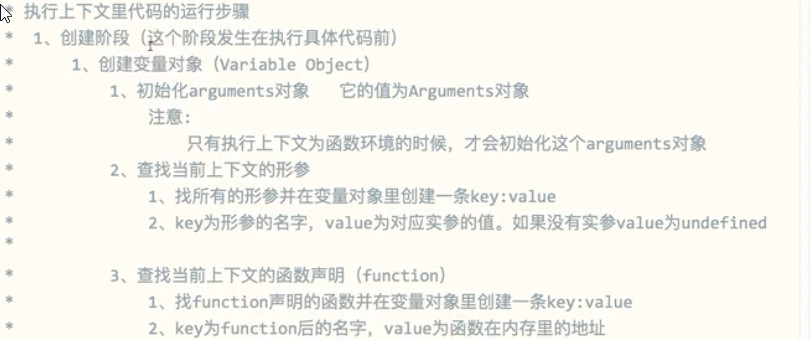 * 执行上下文里代码的运行步骤
* 1、创建阶段（这个阶段发生在执行具体代码前）
* 1、创建变量对象（Variable Object）
* 1、初始化arguments对象 它的值为Arguments对象
* 注意:
* 只有执行上下文为函数环境的时候，才会初始化这个arguments对象
* 2、查找当前上下文的形参
* 1、找所有的形参并在变量对象里创建一条key:value
* 2、key为形参的名字，value为对应实参的值。如果没有实参value为undefined
*
* 3、查找当前上下文的函数声明（function）
* 1、找function声明的函数并在变量对象里创建一条key:value
* 2、key为function后的名字，value为函数在内存里的地址